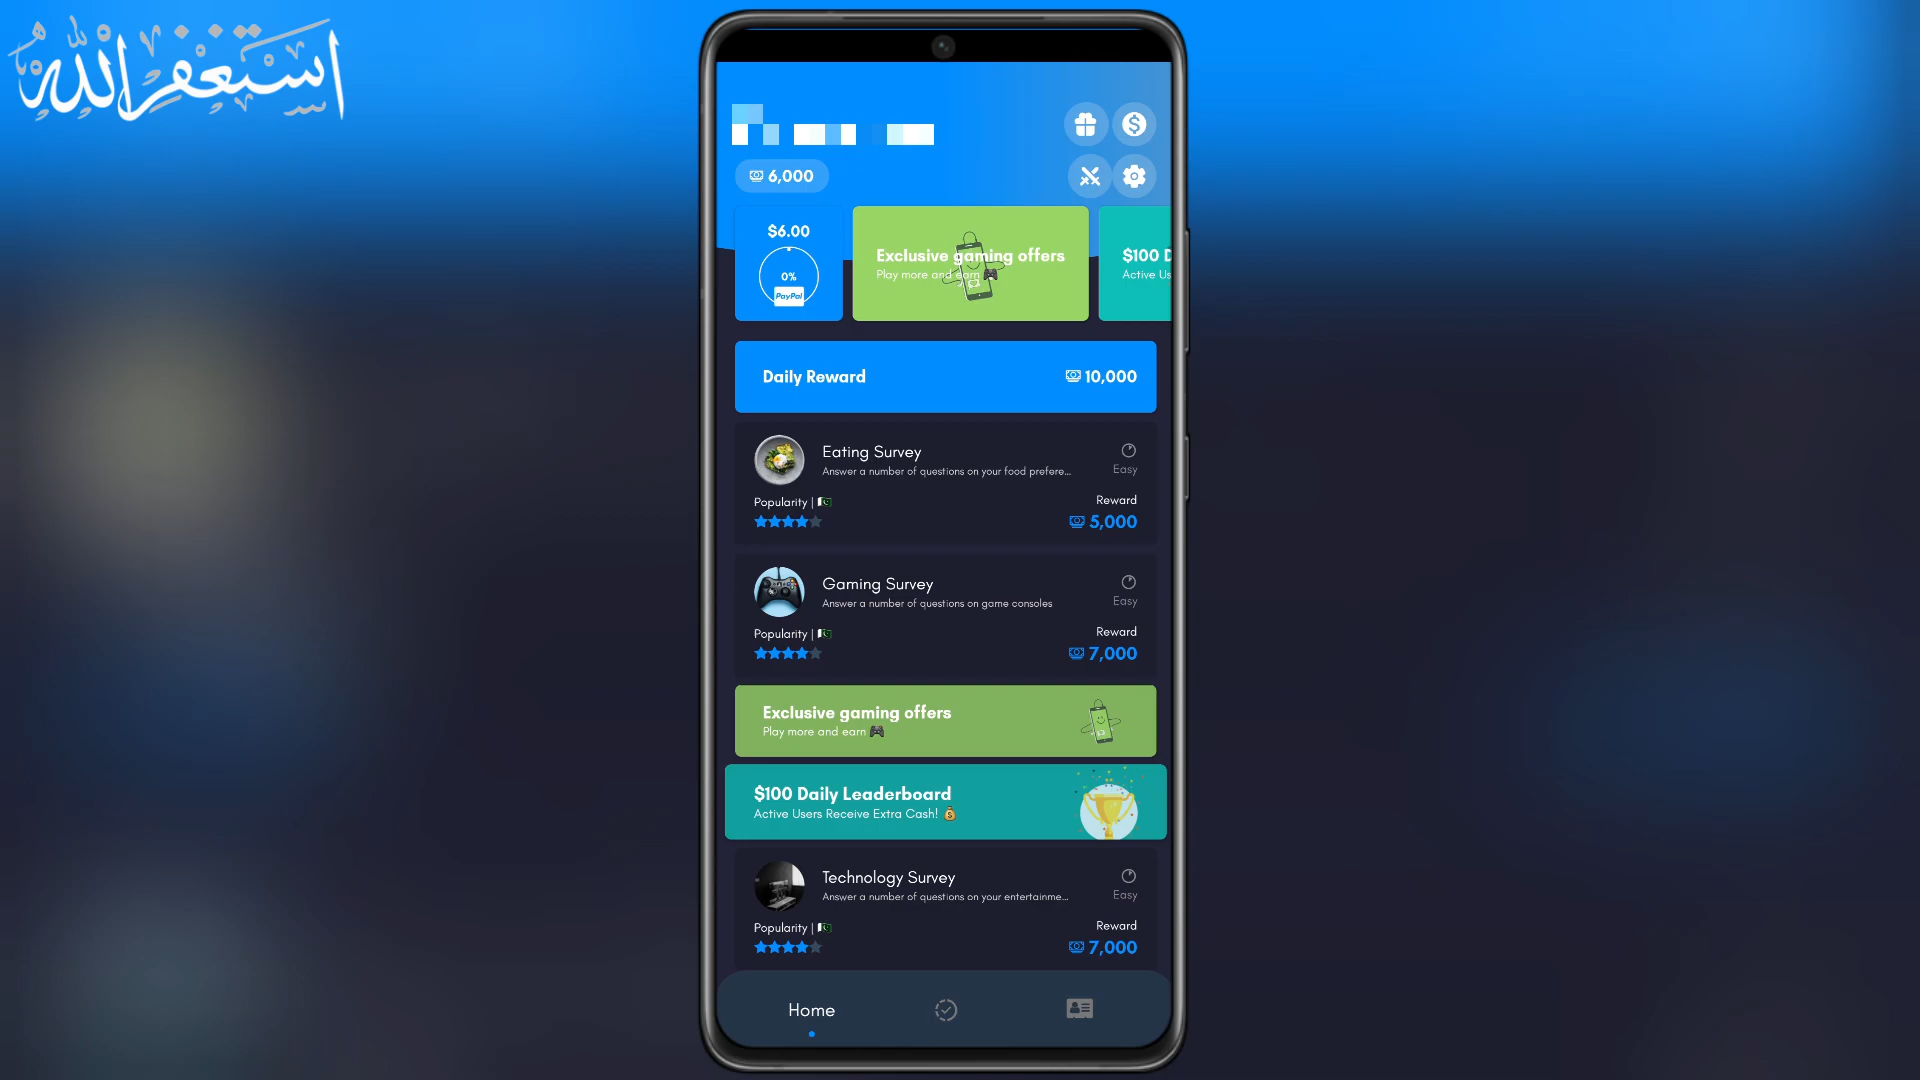 استغفر الله
6,000
$6.00
0%
PayPal
Exclusive gaming offers
Play more and earn 🎮
$100 D
Active Us
Daily Reward
10,000
Eating Survey
Answer a number of questions on your food prefere...
Easy
Popularity | 🇵🇰
Reward
5,000
Gaming Survey
Answer a number of questions on game consoles
Easy
Popularity | 🇵🇰
Reward
7,000
Exclusive gaming offers
Play more and earn 🎮
$100 Daily Leaderboard
Active Users Receive Extra Cash! 💰
Technology Survey
Answer a number of questions on your entertainme...
Easy
Popularity | 🇵🇰
Reward
7,000
Home